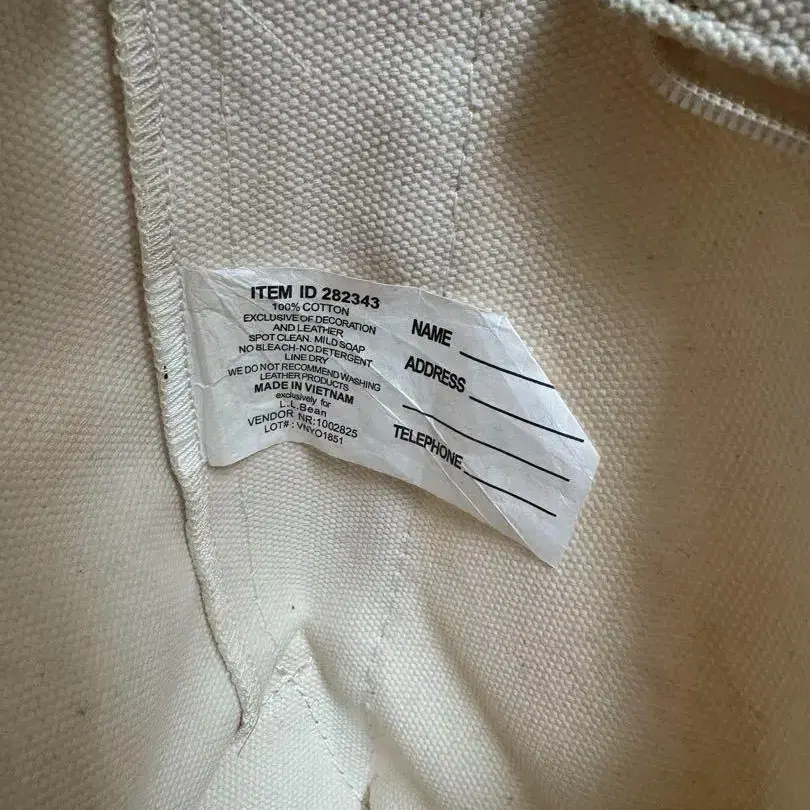 ITEM ID 282343
100% COTTON
EXCLUSIVE OF DECORATION
AND LEATHER
SPOT CLEAN. MILD SOAP
NO BLEACH-NO DETERGENT
LINE DRY
WE DO NOT RECOMMEND WASHING
LEATHER PRODUCTS
MADE IN VIETNAM
exclusively for
L.L.Bean
VENDOR NR:1002825
LOT# : VNYO1851
NAME
ADDRESS
TELEPHONE